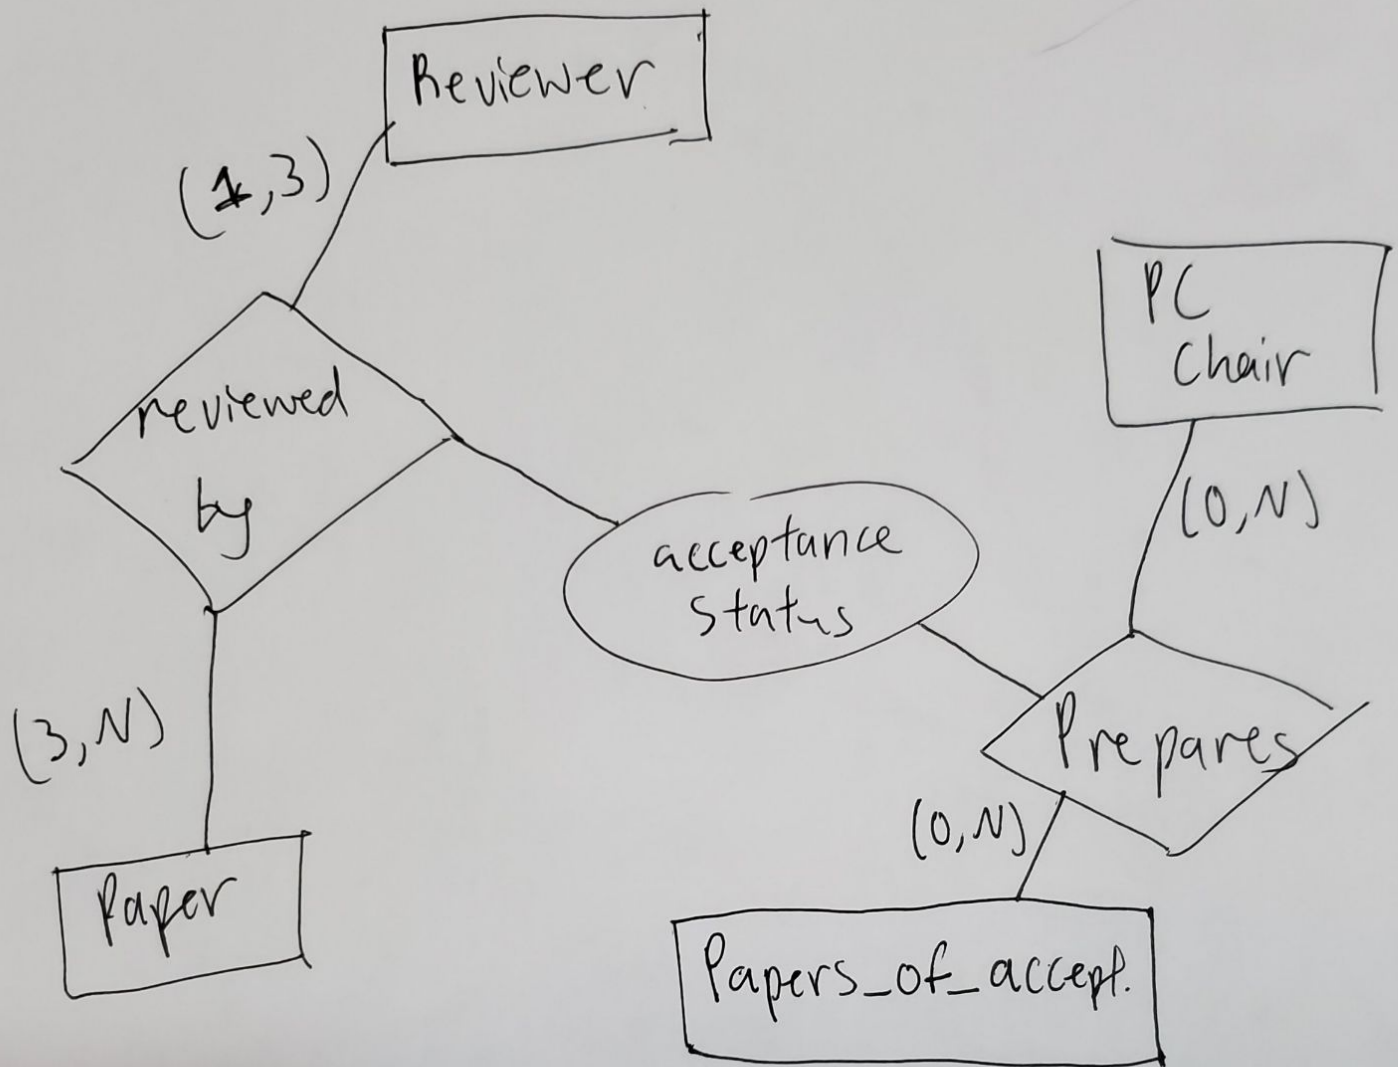 Reviewer
(1,3)
reviewed
by
(3,N)
Paper
acceptance
status
PC
Chair
(0,N)
Prepares
(0,N)
Papers_of_accept.